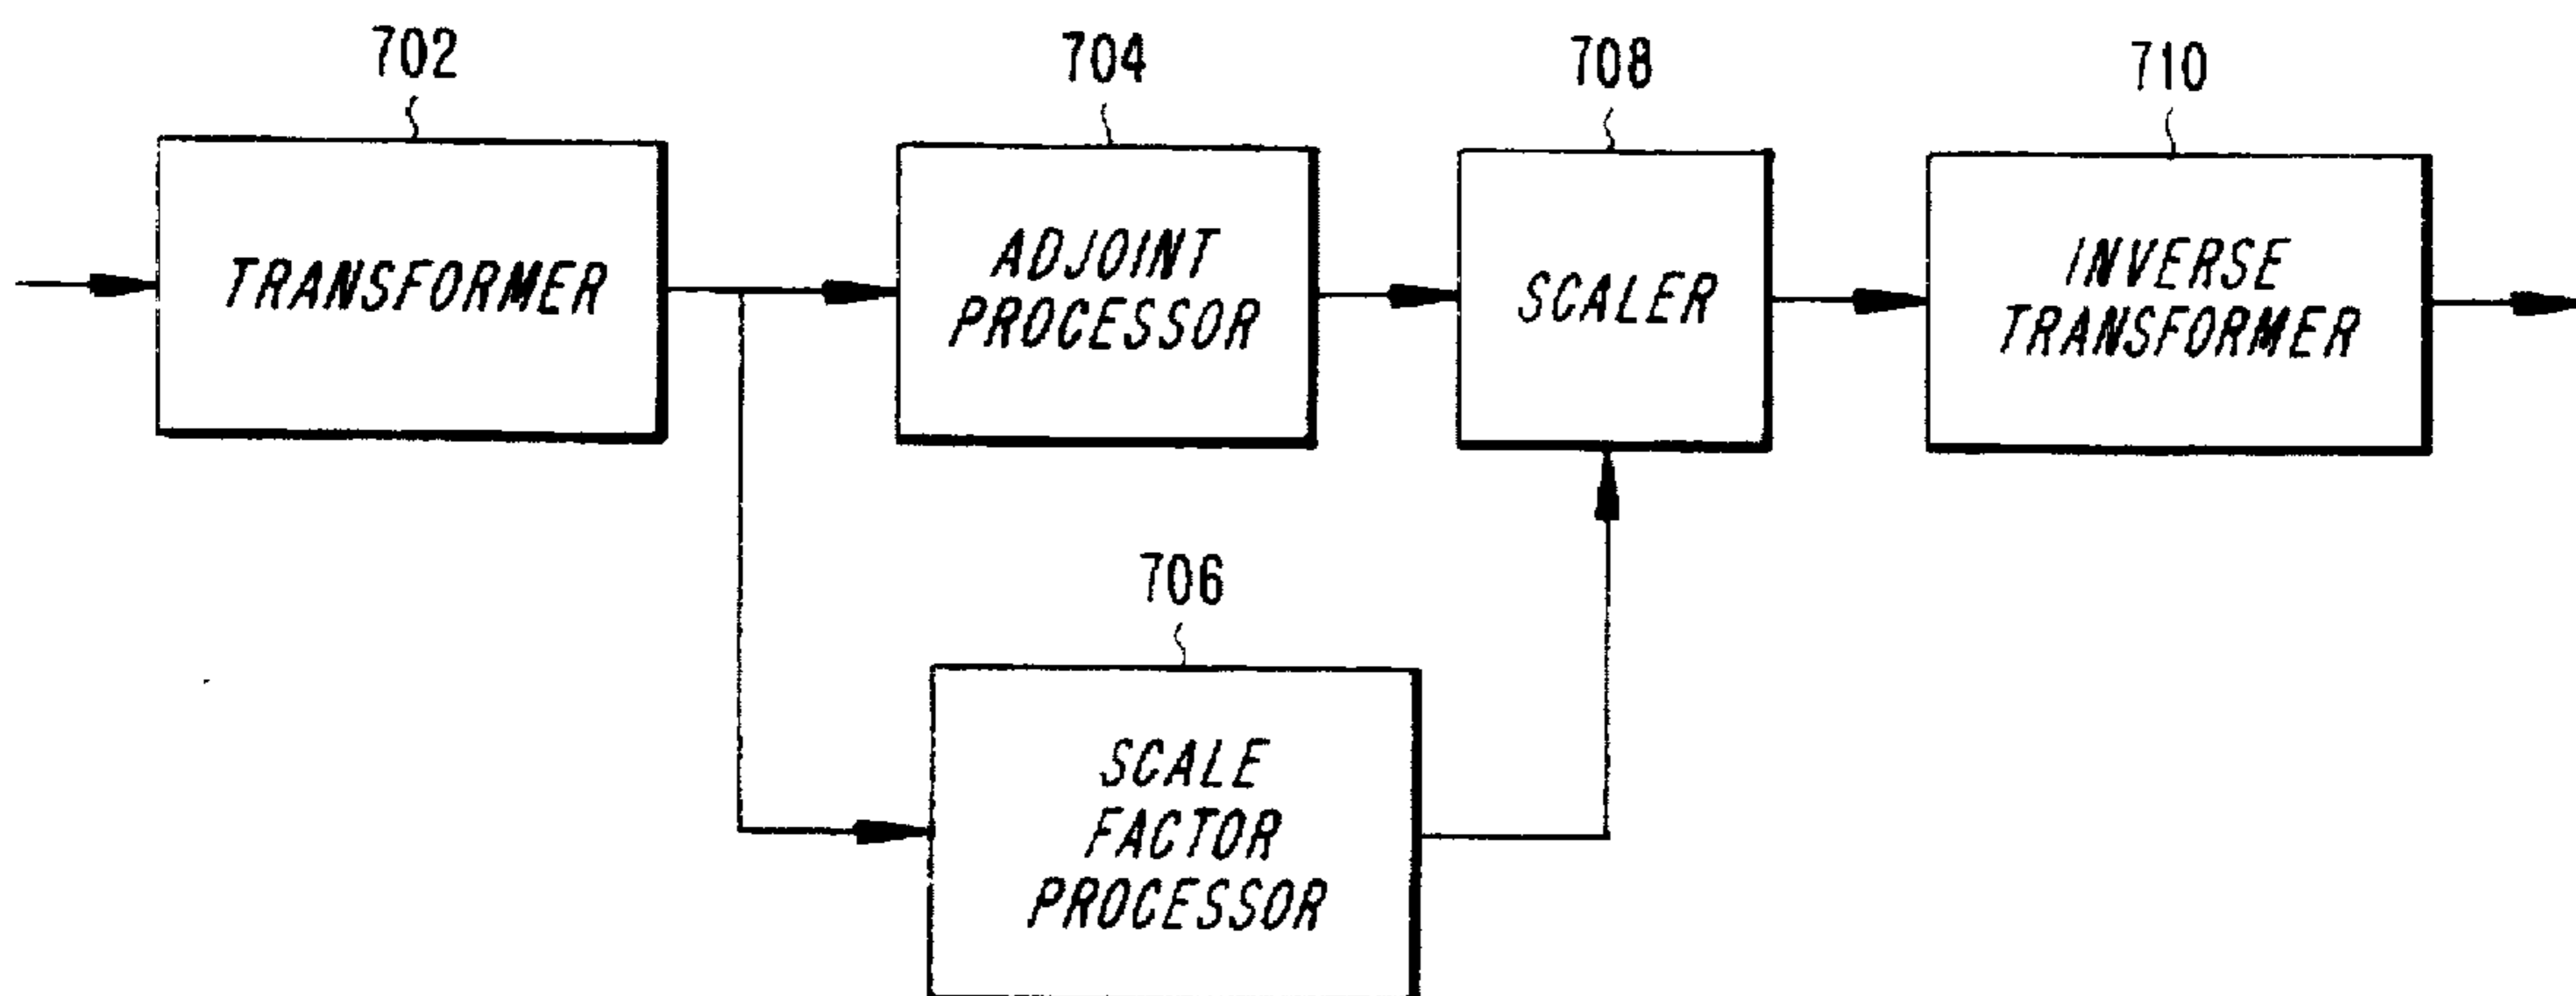 702
TRANSFORMER
704
ADJOINT
PROCESSOR
708
SCALER
710
INVERSE
TRANSFORMER
706
SCALE
FACTOR
PROCESSOR